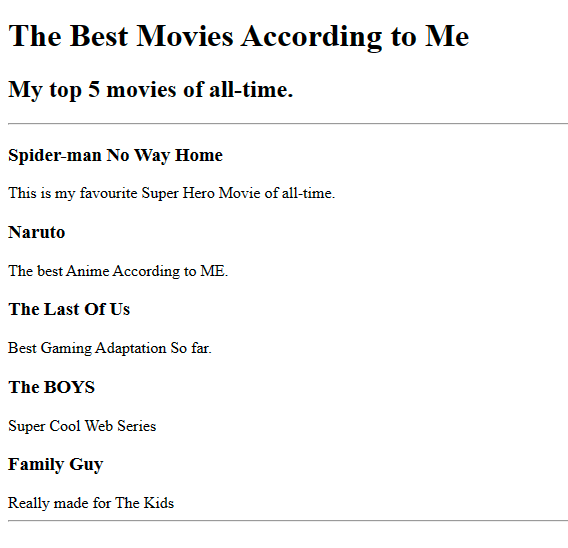 The Best Movies According to Me
My top 5 movies of all-time.
Spider-man No Way Home
This is my favourite Super Hero Movie of all-time.
Naruto
The best Anime According to ME.
The Last Of Us
Best Gaming Adaptation So far.
The BOYS
Super Cool Web Series
Family Guy
Really made for The Kids